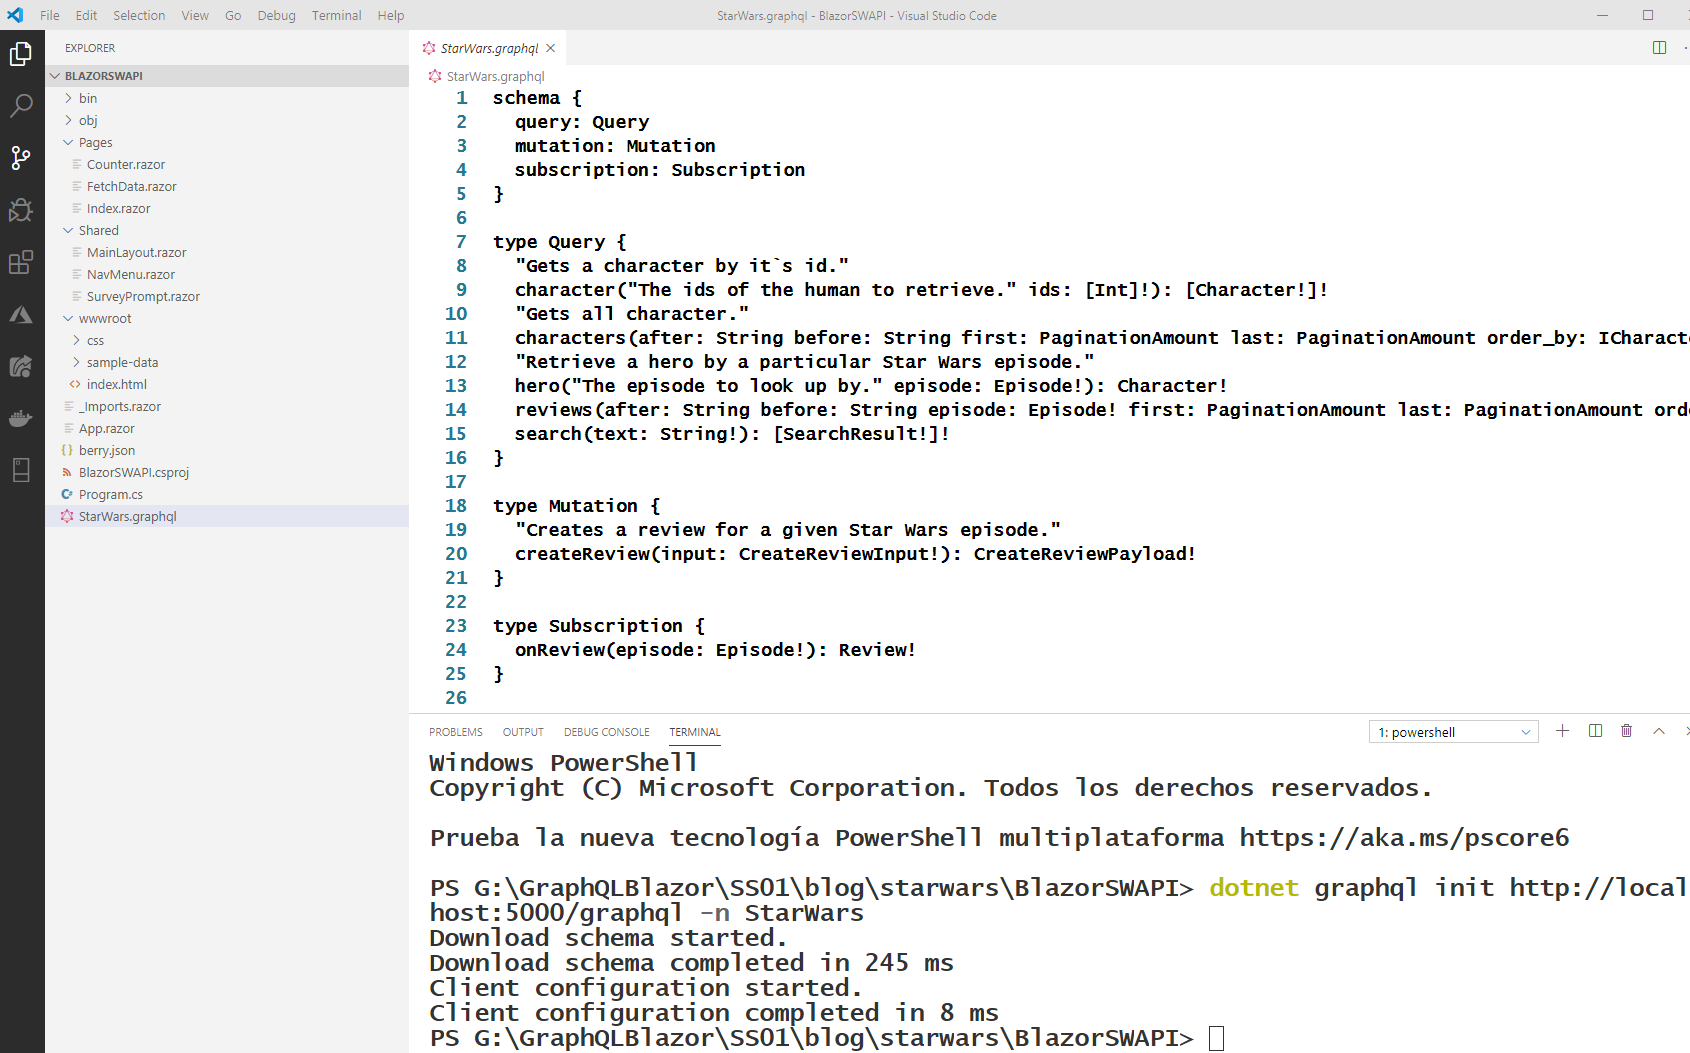 File Edit Selection View Go Debug Terminal Help
StarWars.graphql - BlazorSWAPI - Visual Studio Code
EXPLORER
BLAZORSWAPI
bin
obj
Pages
Counter.razor
FetchData.razor
Index.razor
Shared
MainLayout.razor
NavMenu.razor
SurveyPrompt.razor
wwwroot
css
sample-data
index.html
_Imports.razor
App.razor
berry.json
BlazorSWAPI.csproj
Program.cs
StarWars.graphql
StarWars.graphql
StarWars.graphql
1 schema {
2 query: Query
3 mutation: Mutation
4 subscription: Subscription
5 }
6
7 type Query {
8 "Gets a character by it`s id."
9 character("The ids of the human to retrieve." ids: [Int]!): [Character!]!
10 "Gets all character."
11 characters(after: String before: String first: PaginationAmount last: PaginationAmount order_by: ICharact
12 "Retrieve a hero by a particular Star Wars episode."
13 hero("The episode to look up by." episode: Episode!): Character!
14 reviews(after: String before: String episode: Episode! first: PaginationAmount last: PaginationAmount orde
15 search(text: String!): [SearchResult!]!
16 }
17
18 type Mutation {
19 "Creates a review for a given Star Wars episode."
20 createReview(input: CreateReviewInput!): CreateReviewPayload!
21 }
22
23 type Subscription {
24 onReview(episode: Episode!): Review!
25 }
26
PROBLEMS OUTPUT DEBUG CONSOLE TERMINAL
1: powershell
Windows PowerShell
Copyright (C) Microsoft Corporation. Todos los derechos reservados.
Prueba la nueva tecnología PowerShell multiplataforma https://aka.ms/pscore6
PS G:\GraphQLBlazor\SS01\blog\starwars\BlazorSWAPI> dotnet graphql init http://local
host:5000/graphql -n StarWars
Download schema started.
Download schema completed in 245 ms
Client configuration started.
Client configuration completed in 8 ms
PS G:\GraphQLBlazor\SS01\blog\starwars\BlazorSWAPI>